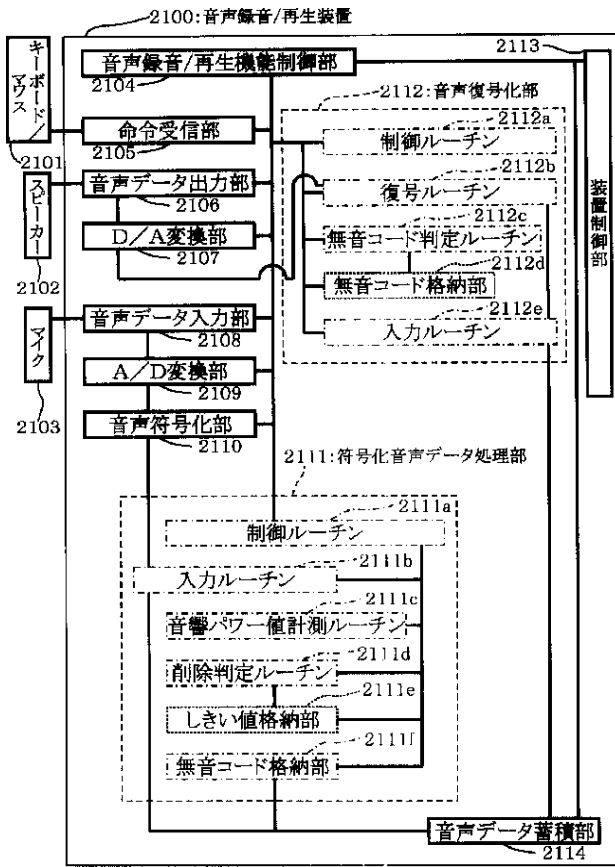 2100:音声録音/再生装置
キーボード/マウス
2101
スピーカー
2102
マイク
2103
音声録音/再生機能制御部
2104
命令受信部
2105
音声データ出力部
2106
D/A変換部
2107
音声データ入力部
2108
A/D変換部
2109
音声符号化部
2110
2112:音声復号化部
制御ルーチン
2112a
復号ルーチン
2112b
無音コード判定ルーチン
2112c
無音コード格納部
2112d
入力ルーチン
2112e
2113
装置制御部
2111:符号化音声データ処理部
制御ルーチン
2111a
入力ルーチン
2111b
音響パワー値計測ルーチン
2111c
削除判定ルーチン
2111d
しきい値格納部
2111e
無音コード格納部
2111f
音声データ蓄積部
2114